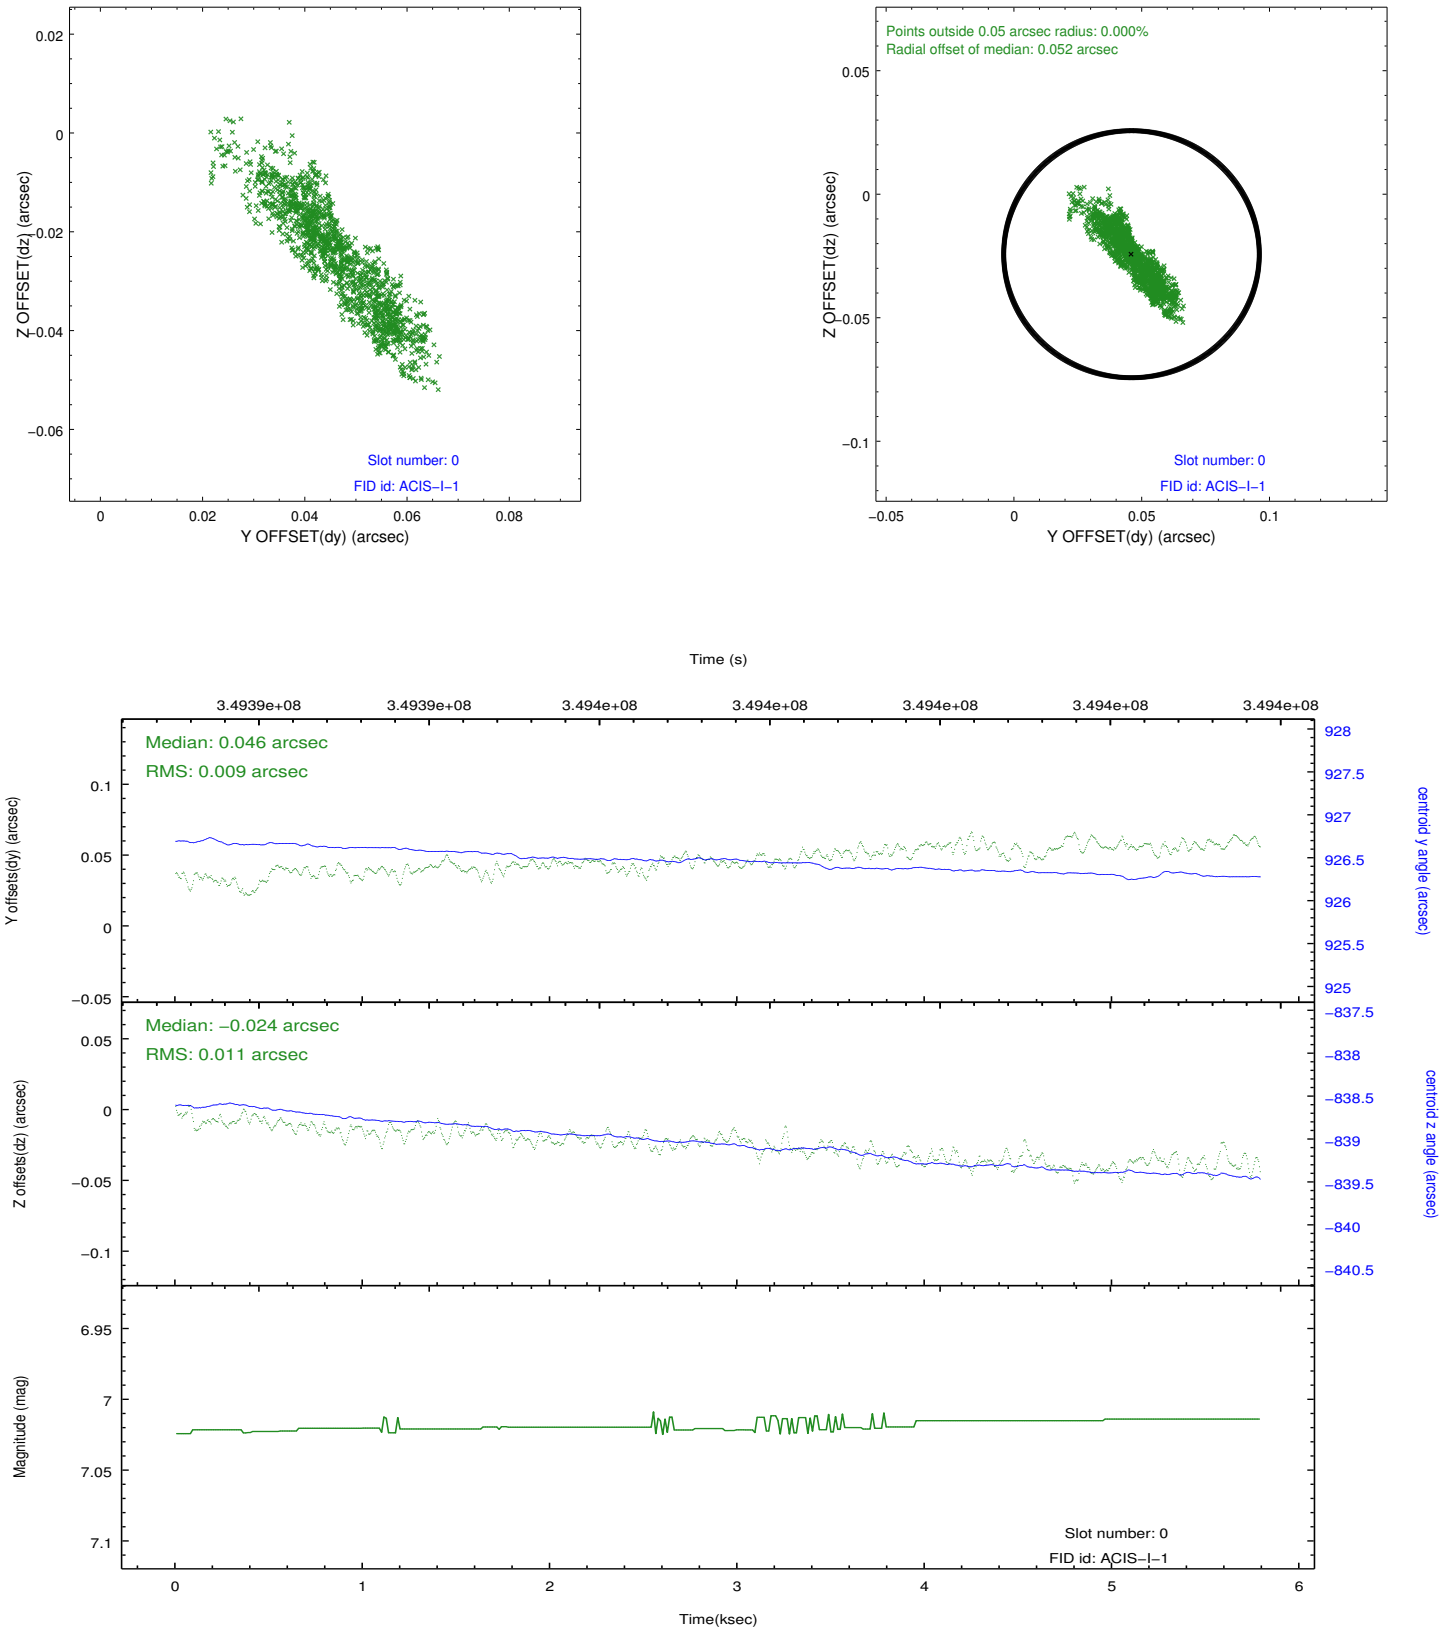 0.02
0
−0.02
−0.04
−0.06
Z OFFSET(dz) (arcsec)
Slot number: 0
FID id: ACIS−I−1
0
0.02
0.04
0.06
0.08
Y OFFSET(dy) (arcsec)
Points outside 0.05 arcsec radius: 0.000%
Radial offset of median: 0.052 arcsec
0.05
0
−0.05
−0.1
Z OFFSET(dz) (arcsec)
Slot number: 0
FID id: ACIS−I−1
−0.05
0
0.05
0.1
Y OFFSET(dy) (arcsec)
Time (s)
3.4939e+08
3.4939e+08
3.494e+08
3.494e+08
3.494e+08
3.494e+08
3.494e+08
Median: 0.046 arcsec
RMS: 0.009 arcsec
0.1
0.05
0
−0.05
Y offsets(dy) (arcsec)
928
927.5
927
926.5
926
925.5
925
centroid y angle (arcsec)
Median: −0.024 arcsec
RMS: 0.011 arcsec
0.05
0
−0.05
−0.1
Z offsets(dz) (arcsec)
−837.5
−838
−838.5
−839
−839.5
−840
−840.5
centroid z angle (arcsec)
6.95
7
7.05
7.1
Magnitude (mag)
Slot number: 0
FID id: ACIS−I−1
0
1
2
3
4
5
6
Time(ksec)